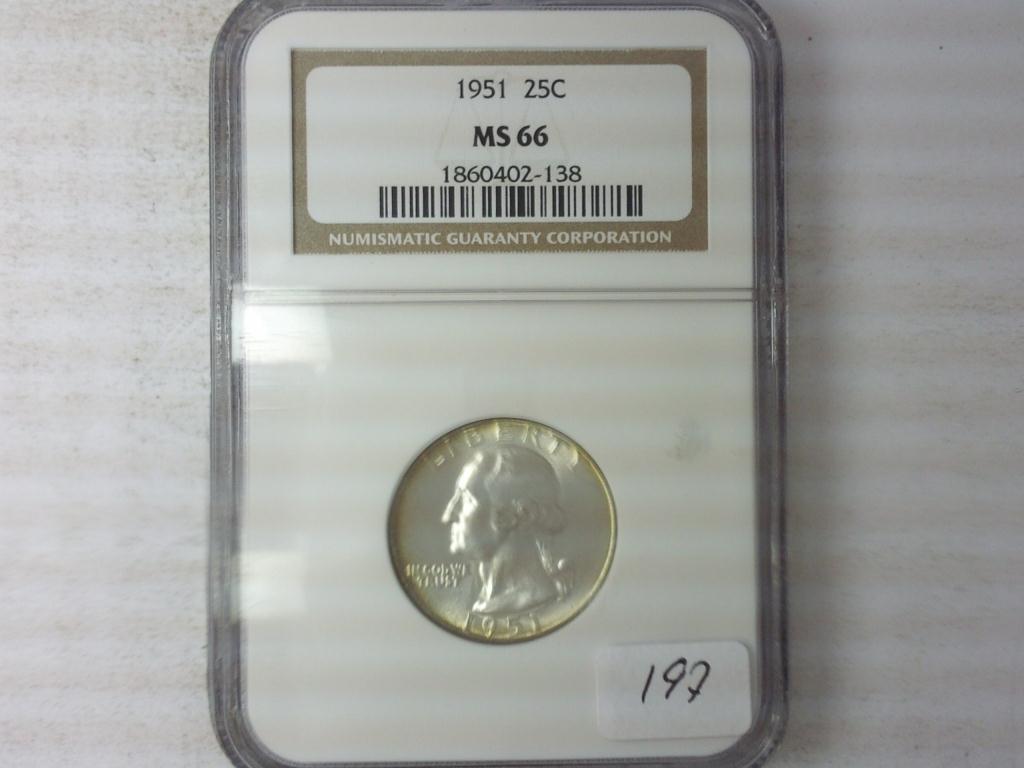 1951 25C
MS 66
1860402-138
NUMISMATIC GUARANTY CORPORATION
LIBERTY
IN GOD WE
TRUST
1951
197